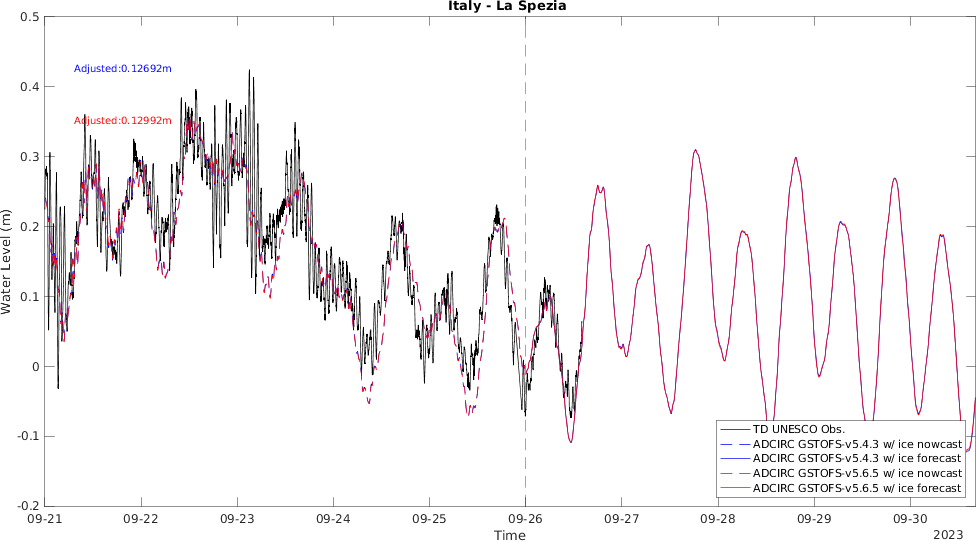 Italy - La Spezia
0.5
0.4
0.3
0.2
0.1
0
-0.1
-0.2
Water Level (m)
Adjusted:0.12692m
Adjusted:0.12992m
TD UNESCO Obs.
ADCIRC GSTOFS-v5.4.3 w/ ice nowcast
ADCIRC GSTOFS-v5.4.3 w/ ice forecast
ADCIRC GSTOFS-v5.6.5 w/ ice nowcast
ADCIRC GSTOFS-v5.6.5 w/ ice forecast
09-21 09-22 09-23 09-24 09-25 09-26 09-27 09-28 09-29 09-30
Time
2023